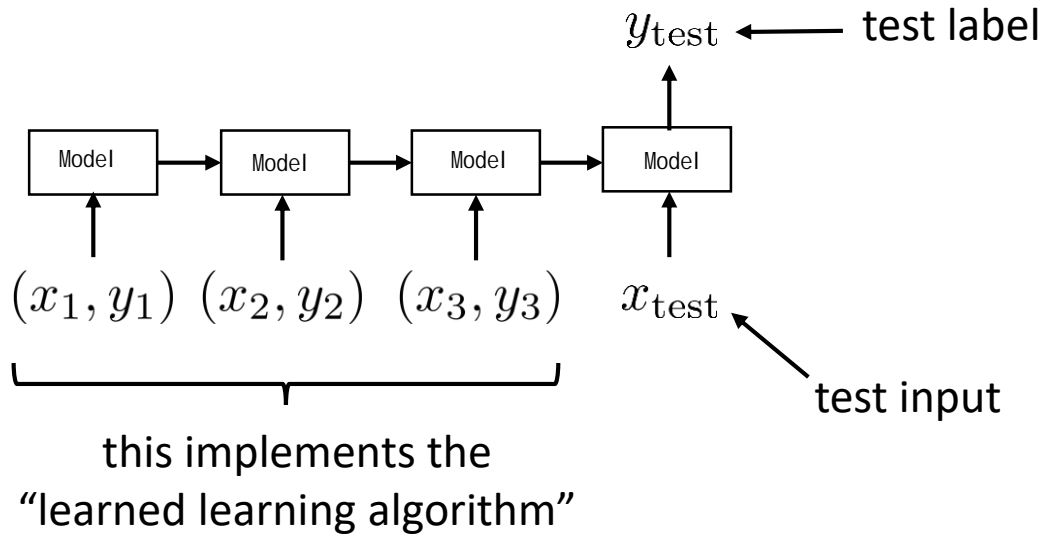 y_test
test label
Model
Model
Model
Model
(x_1, y_1) (x_2, y_2) (x_3, y_3) x_test
test input
this implements the
“learned learning algorithm”